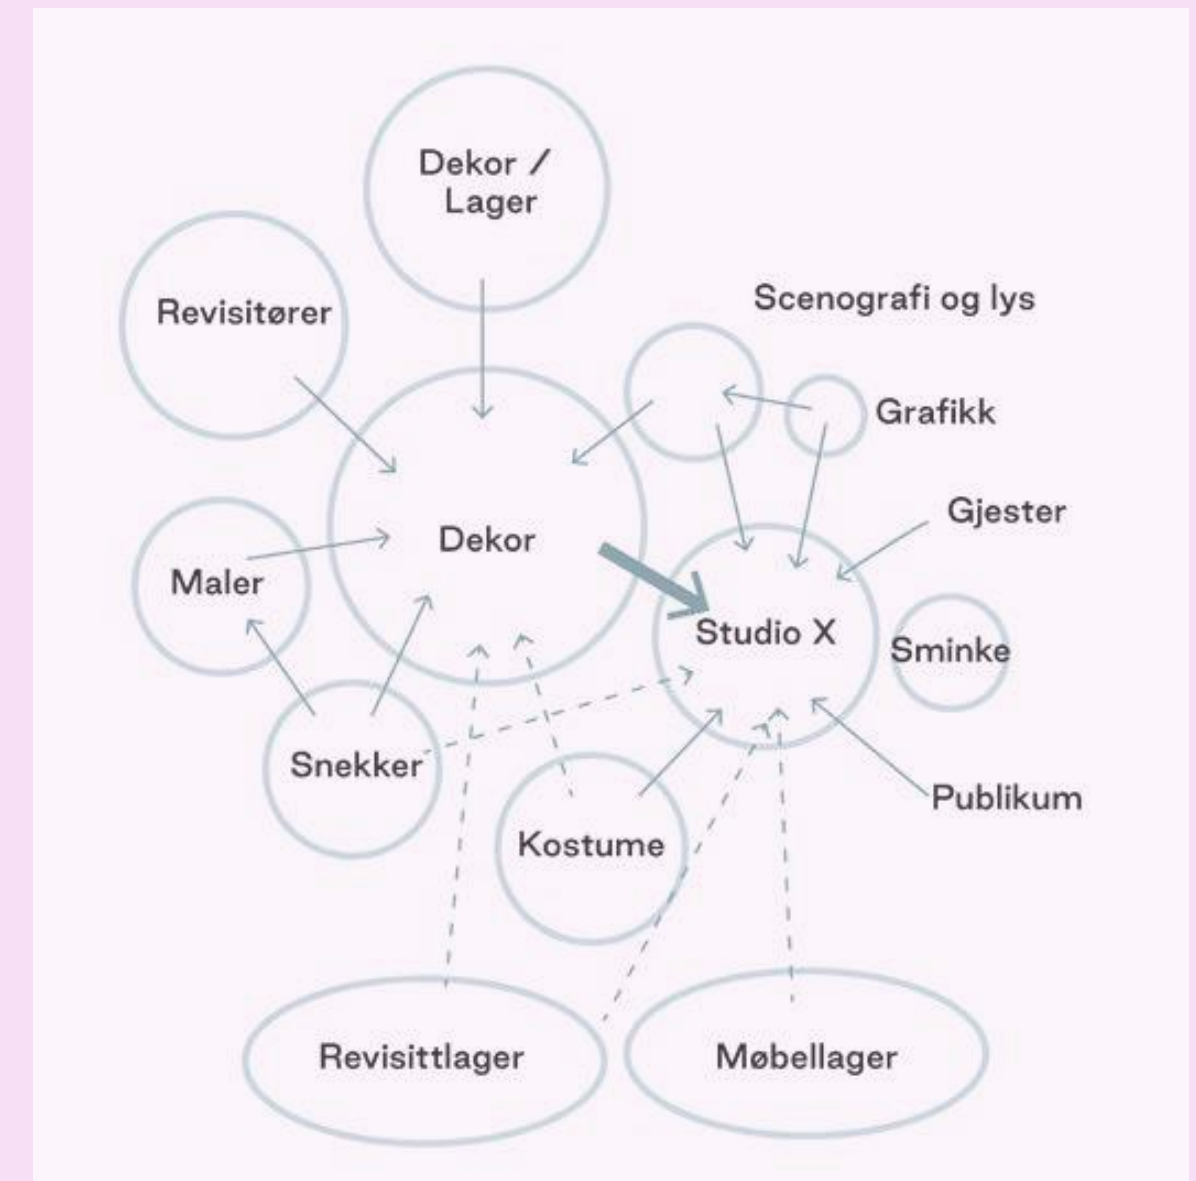 Dekor /
Lager
Revisitører
Scenografi og lys
Grafikk
Gjester
Dekor
Maler
Studio X
Sminke
Snekker
Publikum
Kostume
Revisittlager
Møbellager